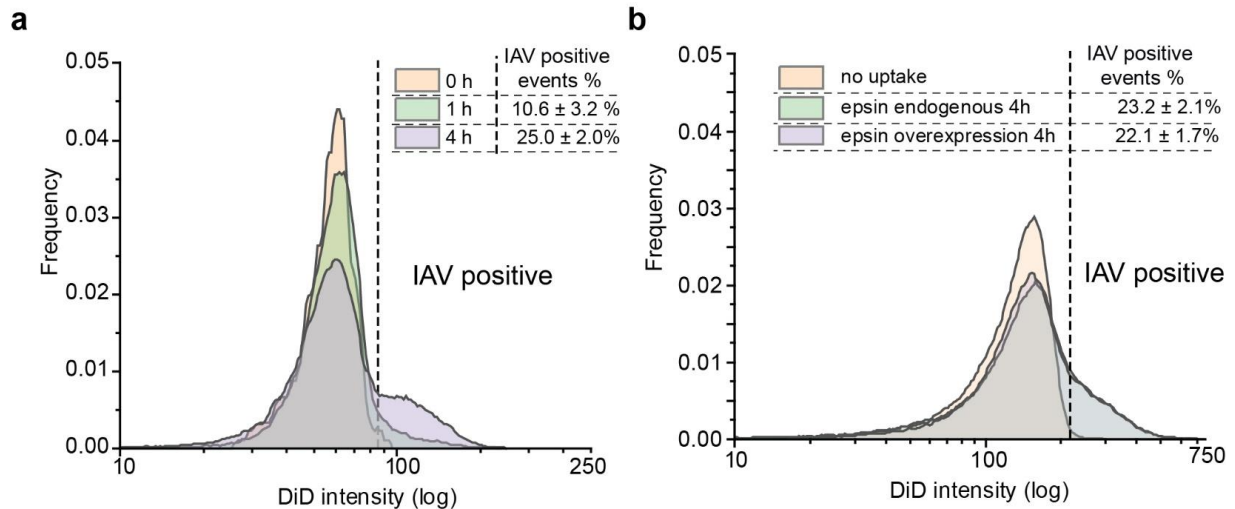 a
IAV positive
events %
0 h
1 h 10.6 ± 3.2 %
4 h 25.0 ± 2.0%
IAV positive
0.05
0.04
0.03
0.02
0.01
0.00
Frequency
10 100 250
DiD intensity (log)
b
IAV positive
events %
no uptake
epsin endogenous 4h 23.2 ± 2.1%
epsin overexpression 4h 22.1 ± 1.7%
IAV positive
0.05
0.04
0.03
0.02
0.01
0.00
Frequency
10 100 750
DiD intensity (log)